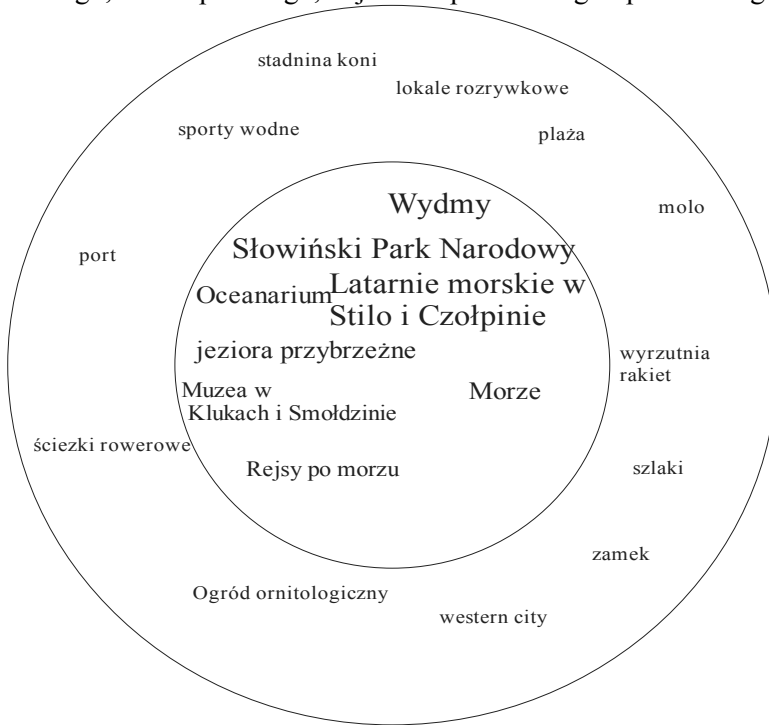 stadnina koni
lokale rozrywkowe
sporty wodne
plaża
Wydmy
molo
port
Słowiński Park Narodowy
Oceanarium
Latarnie morskie w
Stilo i Czołpinie
jeziora przybrzeżne
wyrzutnia
rakiet
Muzea w
Klukach i Smołdzinie
Morze
ściezki rowerowe
Rejsy po morzu
szlaki
zamek
Ogród ornitologiczny
western city